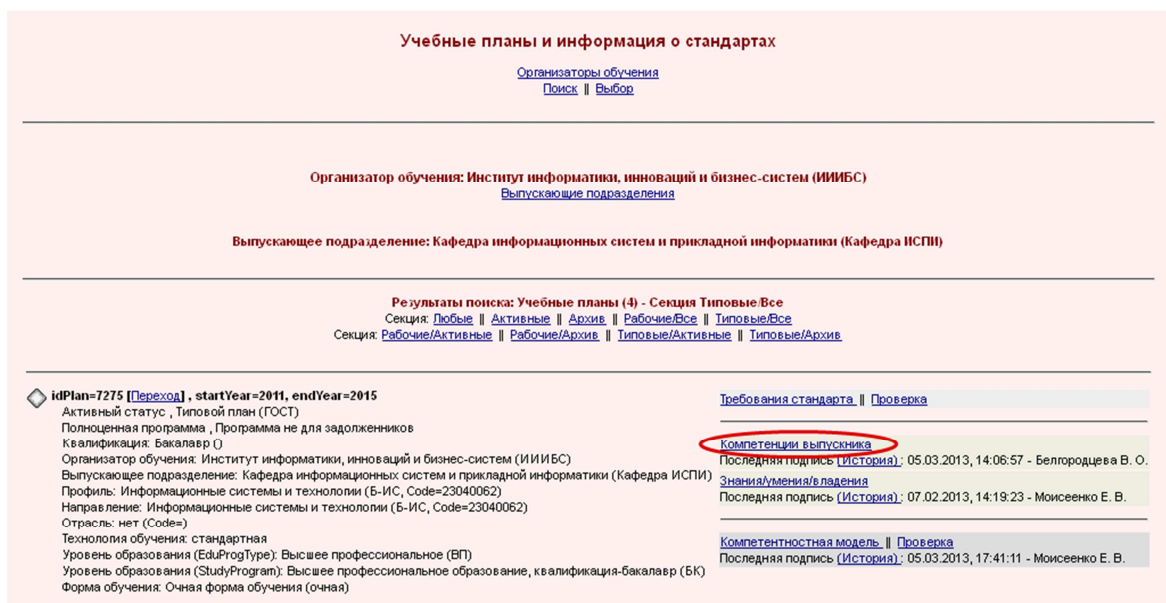 Учебные планы и информация о стандартах
Организаторы обучения
Поиск || Выбор
Организатор обучения: Институт информатики, инноваций и бизнес-систем (ИИИБС)
Выпускающие подразделения
Выпускающее подразделение: Кафедра информационных систем и прикладной информатики (Кафедра ИСПИ)
Результаты поиска: Учебные планы (4) - Секция Типовые/Все
Секция: Любые || Активные || Архив || Рабочие/Все || Типовые/Все
Секция: Рабочие/Активные || Рабочие/Архив || Типовые/Активные || Типовые/Архив
idPlan=7275 [Переход] , startYear=2011, endYear=2015
Активный статус , Типовой план (ГОСТ)
Полноценная программа , Программа не для задолженников
Квалификация: Бакалавр ()
Организатор обучения: Институт информатики, инноваций и бизнес-систем (ИИИБС)
Выпускающее подразделение: Кафедра информационных систем и прикладной информатики (Кафедра ИСПИ)
Профиль: Информационные системы и технологии (Б-ИС, Code=23040062)
Направление: Информационные системы и технологии (Б-ИС, Code=23040062)
Отрасль: нет (Code=)
Технология обучения: стандартная
Уровень образования (EduProgType): Высшее профессиональное (ВП)
Уровень образования (StudyProgram): Высшее профессиональное образование, квалификация-бакалавр (БК)
Форма обучения: Очная форма обучения (очная)
Требования стандарта || Проверка
Компетенции выпускника
Последняя подпись (История) : 05.03.2013, 14:06:57 - Белгородцева В. О.
Знания/умения/владения
Последняя подпись (История) : 07.02.2013, 14:19:23 - Моисеенко Е. В.
Компетентностная модель || Проверка
Последняя подпись (История) : 05.03.2013, 17:41:11 - Моисеенко Е. В.